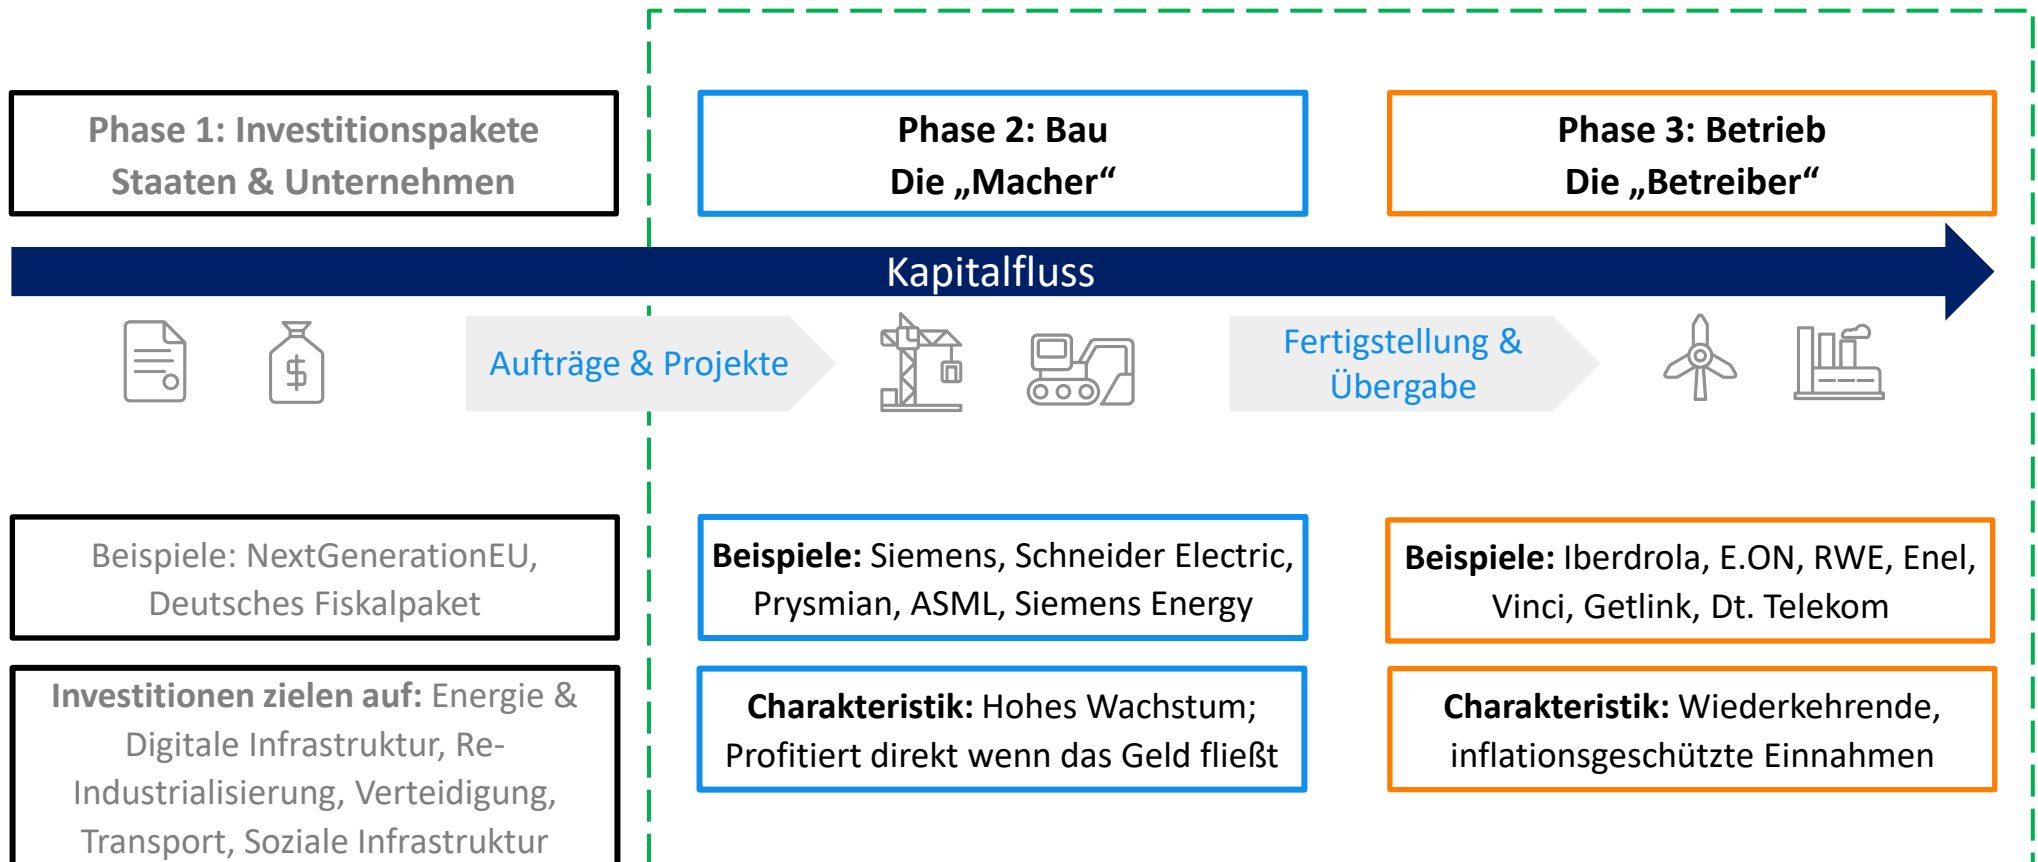 Phase 1: Investitionspakete
Staaten & Unternehmen
Phase 2: Bau
Die „Macher“
Phase 3: Betrieb
Die „Betreiber“
Kapitalfluss
$
Aufträge & Projekte
Fertigstellung &
Übergabe
Beispiele: NextGenerationEU,
Deutsches Fiskalpaket
Beispiele: Siemens, Schneider Electric,
Prysmian, ASML, Siemens Energy
Beispiele: Iberdrola, E.ON, RWE, Enel,
Vinci, Getlink, Dt. Telekom
Investitionen zielen auf: Energie &
Digitale Infrastruktur, Re-
Industrialisierung, Verteidigung,
Transport, Soziale Infrastruktur
Charakteristik: Hohes Wachstum;
Profitiert direkt wenn das Geld fließt
Charakteristik: Wiederkehrende,
inflationsgeschützte Einnahmen